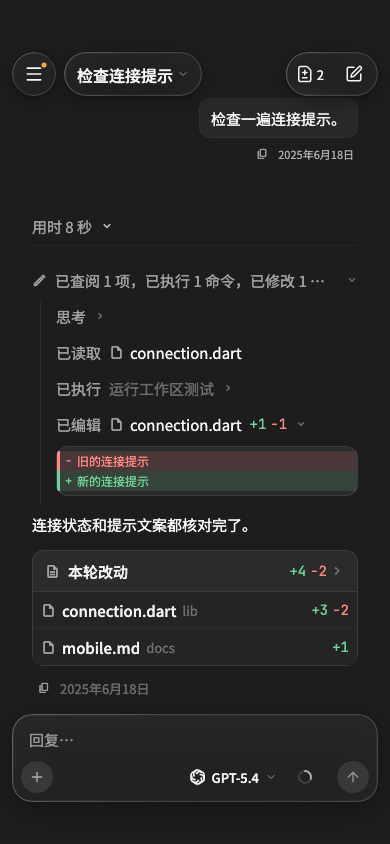 检查连接提示
2
检查一遍连接提示。
2025年6月18日
用时 8 秒
已查阅 1 项，已执行 1 命令，已修改 1 ⋯
思考
已读取 connection.dart
已执行 运行工作区测试
已编辑 connection.dart +1 -1
- 旧的连接提示
+ 新的连接提示
连接状态和提示文案都核对完了。
本轮改动 +4 -2
connection.dart lib +3 -2
mobile.md docs +1
2025年6月18日
回复⋯
GPT-5.4